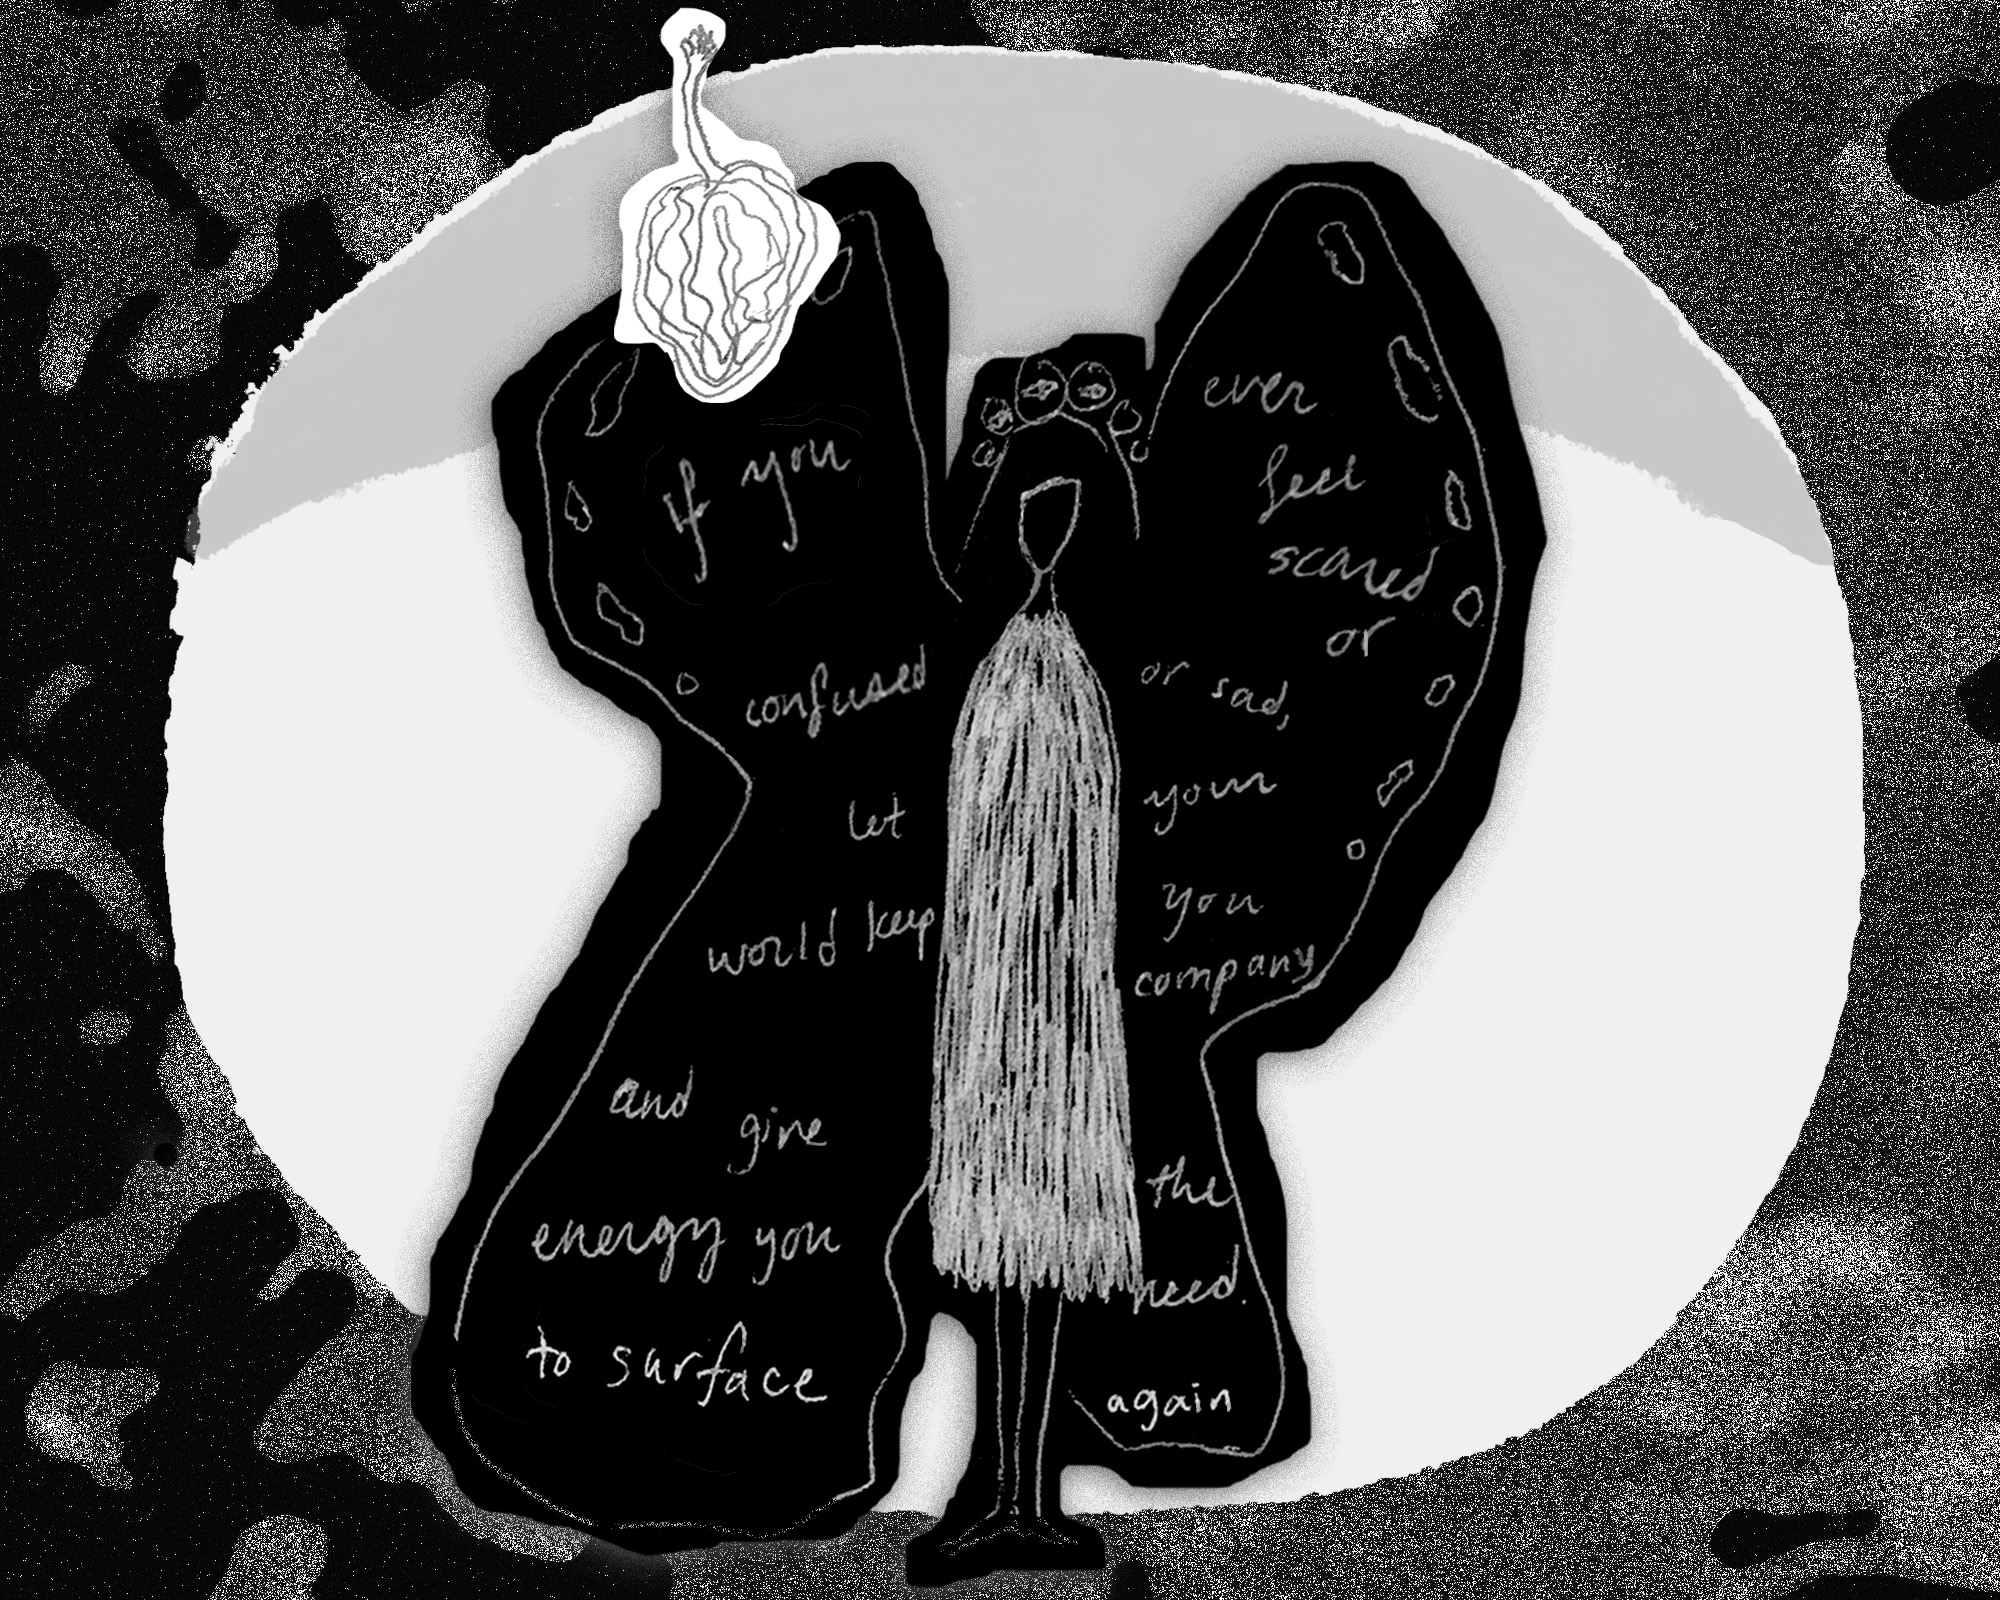 if you ever
feel
scared
or
confused or sad,
let your
would keep you
company
and give the
energy you need.
to surface again